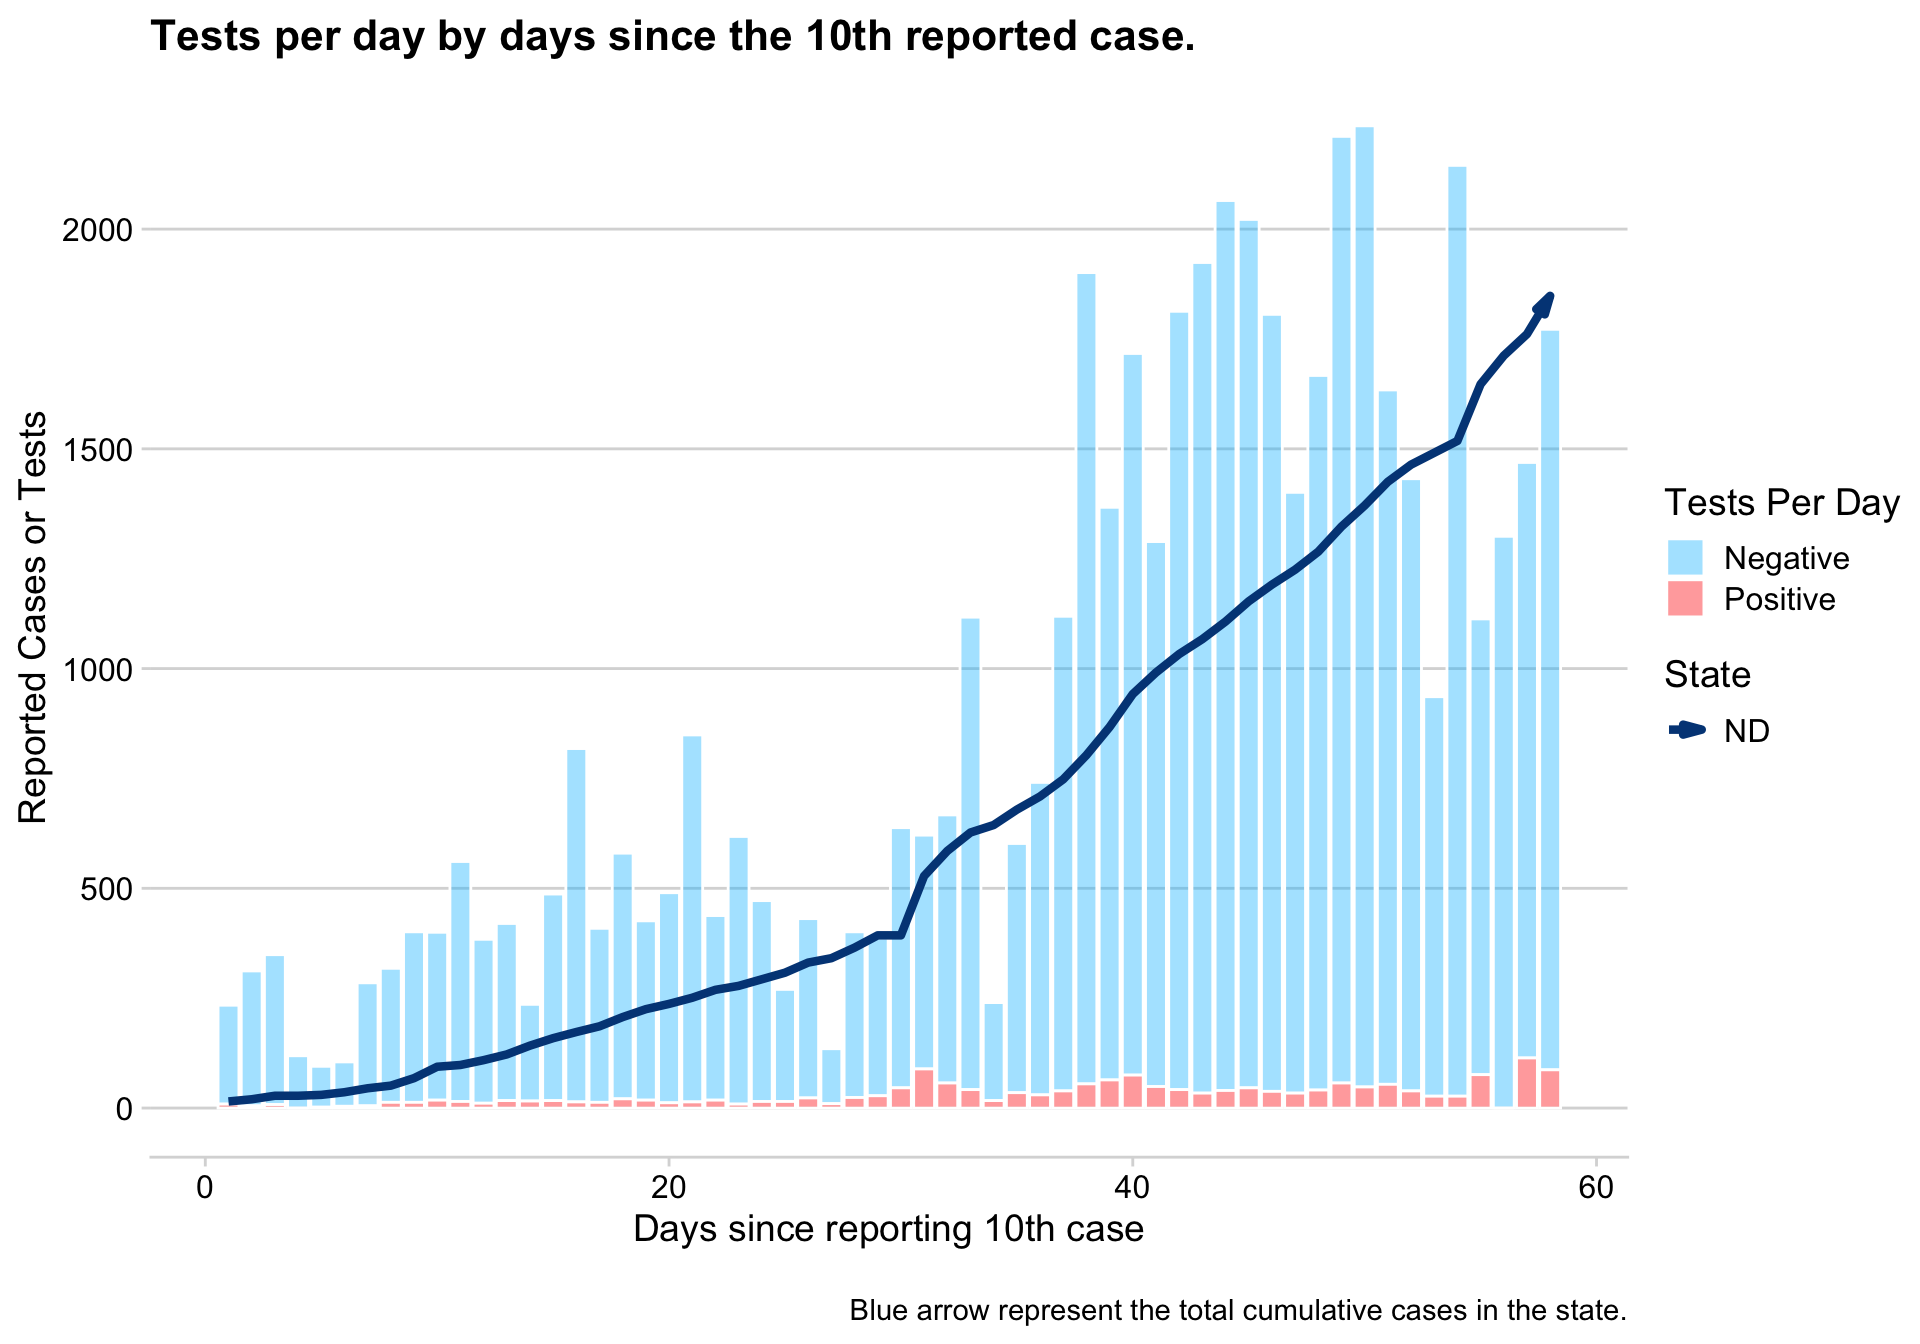 Tests per day by days since the 10th reported case.
Reported Cases or Tests
2000
1500
1000
500
0
0 20 40 60
Days since reporting 10th case
Tests Per Day
Negative
Positive
State
ND
Blue arrow represent the total cumulative cases in the state.